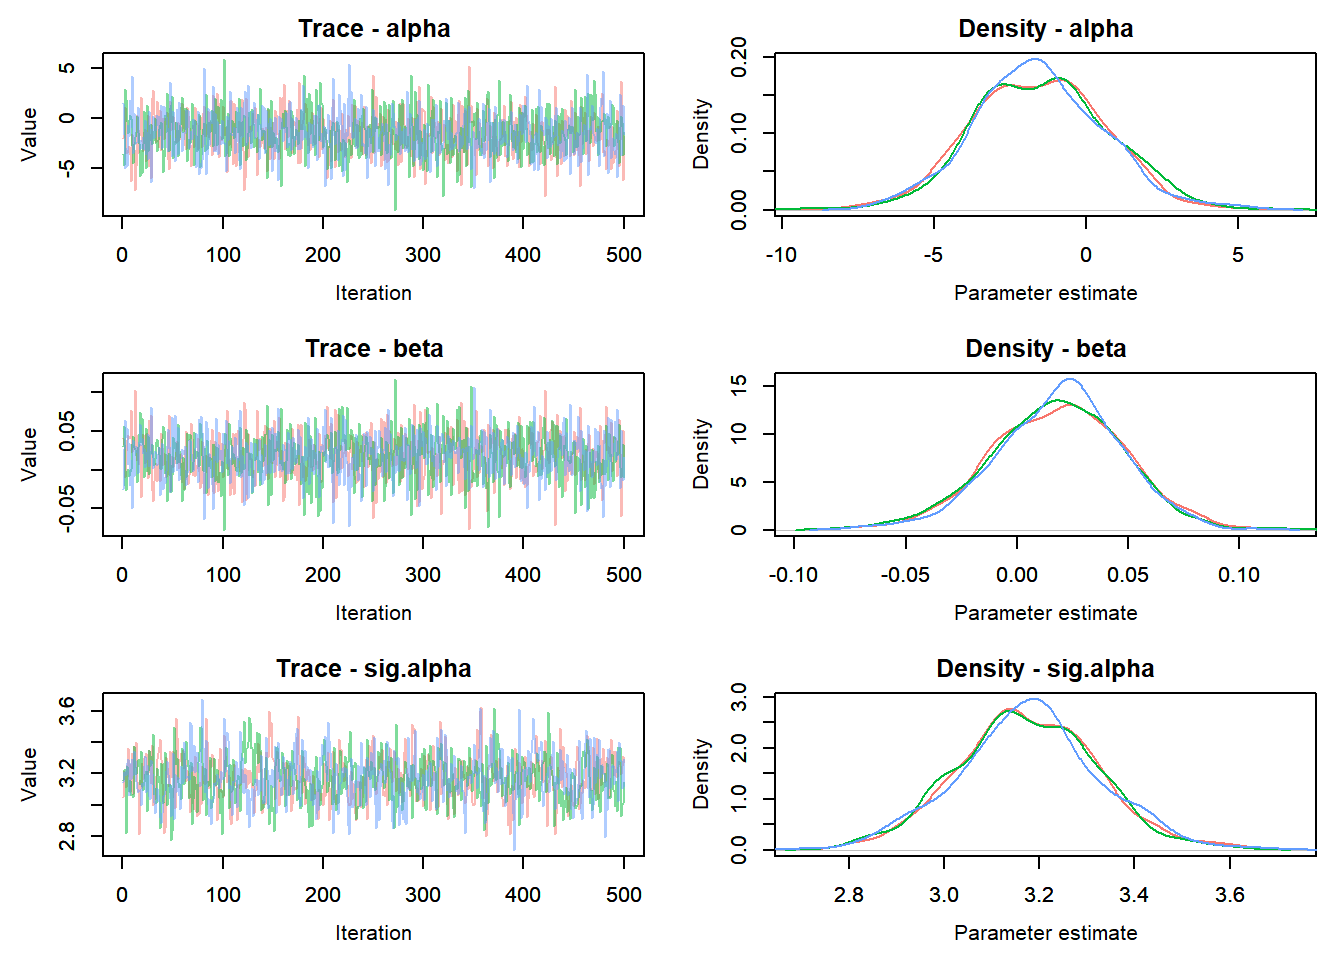 Trace - alpha
Value
5
0
-5
0 100 200 300 400 500
Iteration
Density - alpha
Density
0.20
0.10
0.00
-10 -5 0 5
Parameter estimate
Trace - beta
Value
0.05
-0.05
0 100 200 300 400 500
Iteration
Density - beta
Density
15
10
5
0
-0.10 -0.05 0.00 0.05 0.10
Parameter estimate
Trace - sig.alpha
Value
3.6
3.2
2.8
0 100 200 300 400 500
Iteration
Density - sig.alpha
Density
3.0
2.0
1.0
0.0
2.8 3.0 3.2 3.4 3.6
Parameter estimate